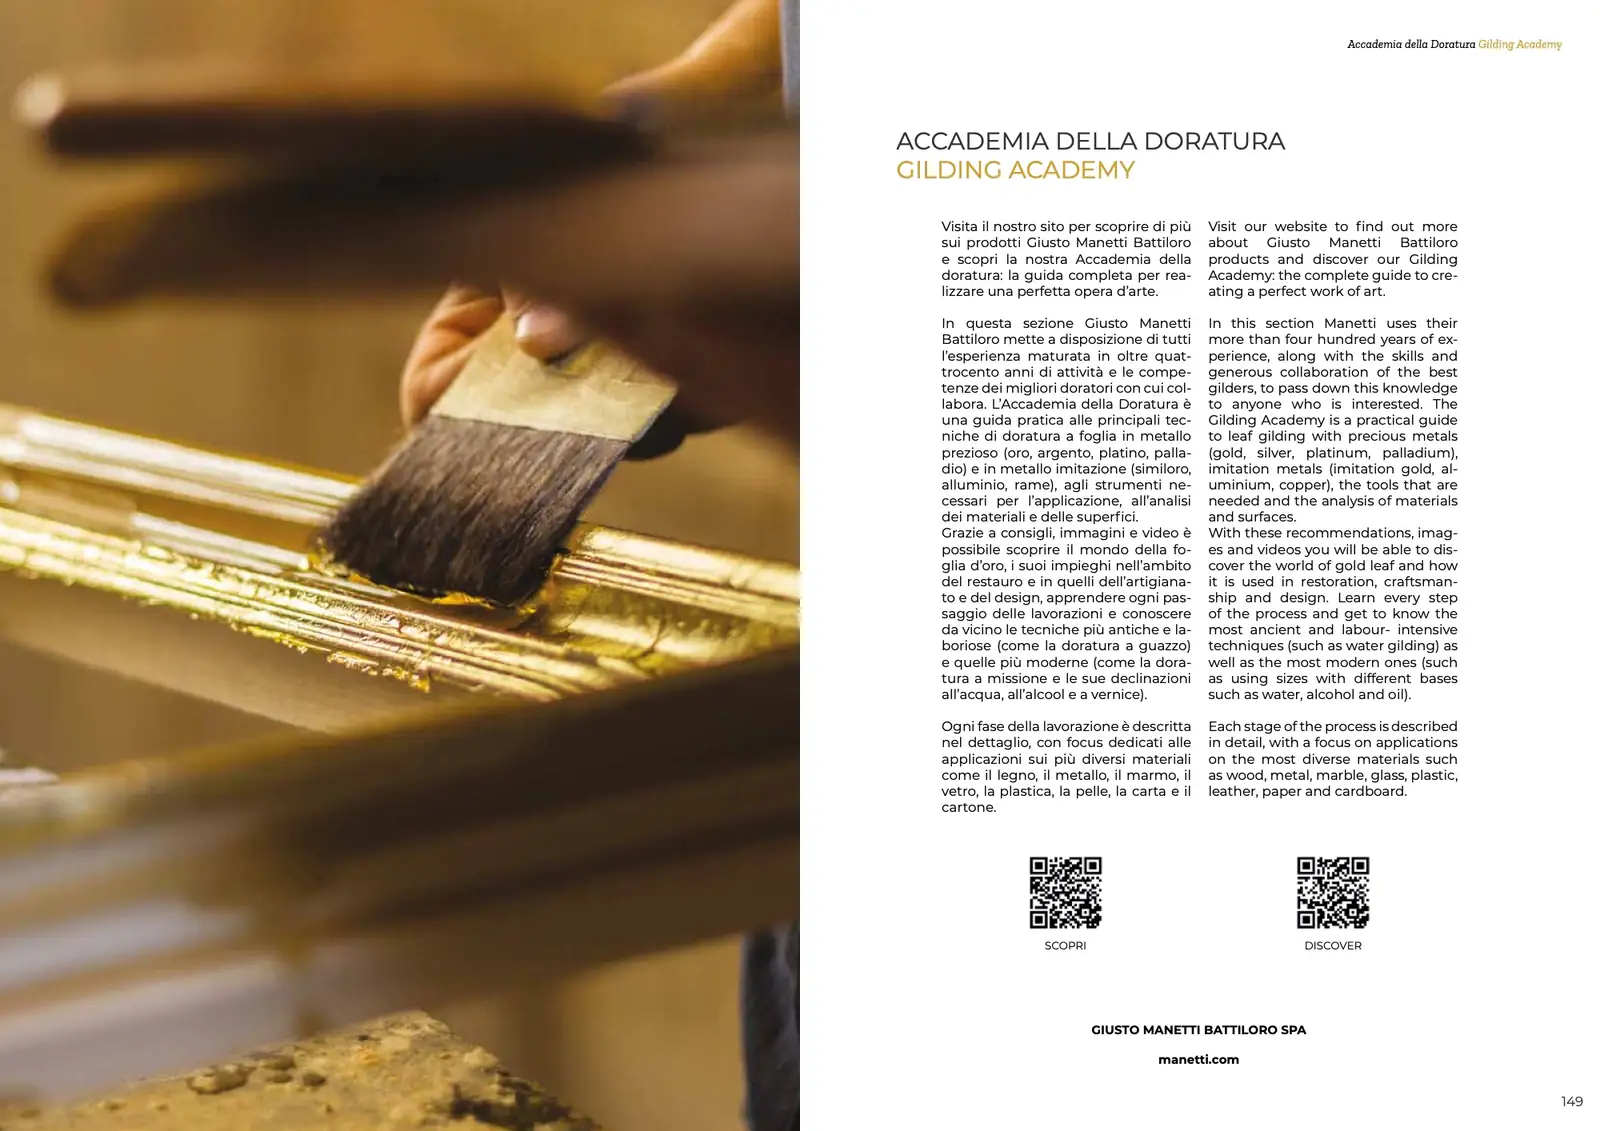 Accademia della Doratura Gilding Academy
ACCADEMIA DELLA DORATURA
GILDING ACADEMY
Visita il nostro sito per scoprire di più
sui prodotti Giusto Manetti Battiloro
e scopri la nostra Accademia della
doratura: la guida completa per rea-
lizzare una perfetta opera d’arte.
In questa sezione Giusto Manetti
Battiloro mette a disposizione di tutti
l’esperienza maturata in oltre quat-
trocento anni di attività e le compe-
tenze dei migliori doratori con cui col-
labora. L’Accademia della Doratura è
una guida pratica alle principali tec-
niche di doratura a foglia in metallo
prezioso (oro, argento, platino, palla-
dio) e in metallo imitazione (similoro,
alluminio, rame), agli strumenti ne-
cessari per l’applicazione, all’analisi
dei materiali e delle superfici.
Grazie a consigli, immagini e video è
possibile scoprire il mondo della fo-
glia d’oro, i suoi impieghi nell’ambito
del restauro e in quelli dell’artigiana-
to e del design, apprendere ogni pas-
saggio delle lavorazioni e conoscere
da vicino le tecniche più antiche e la-
boriose (come la doratura a guazzo)
e quelle più moderne (come la dora-
tura a missione e le sue declinazioni
all’acqua, all’alcool e a vernice).
Ogni fase della lavorazione è descritta
nel dettaglio, con focus dedicati alle
applicazioni sui più diversi materiali
come il legno, il metallo, il marmo, il
vetro, la plastica, la pelle, la carta e il
cartone.
Visit our website to find out more
about Giusto Manetti Battiloro
products and discover our Gilding
Academy: the complete guide to cre-
ating a perfect work of art.
In this section Manetti uses their
more than four hundred years of ex-
perience, along with the skills and
generous collaboration of the best
gilders, to pass down this knowledge
to anyone who is interested. The
Gilding Academy is a practical guide
to leaf gilding with precious metals
(gold, silver, platinum, palladium),
imitation metals (imitation gold, al-
uminium, copper), the tools that are
needed and the analysis of materials
and surfaces.
With these recommendations, imag-
es and videos you will be able to dis-
cover the world of gold leaf and how
it is used in restoration, craftsman-
ship and design. Learn every step
of the process and get to know the
most ancient and labour- intensive
techniques (such as water gilding) as
well as the most modern ones (such
as using sizes with different bases
such as water, alcohol and oil).
Each stage of the process is described
in detail, with a focus on applications
on the most diverse materials such
as wood, metal, marble, glass, plastic,
leather, paper and cardboard.
SCOPRI
DISCOVER
GIUSTO MANETTI BATTILORO SPA
manetti.com
149